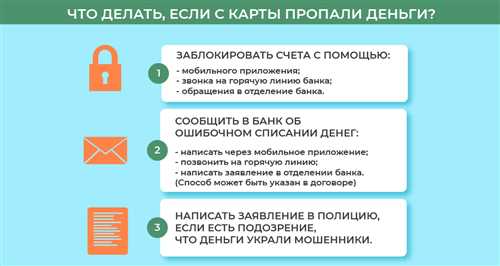 ЧТО ДЕЛАТЬ, ЕСЛИ С КАРТЫ ПРОПАЛИ ДЕНЬГИ?
1
ЗАБЛОКИРОВАТЬ СЧЕТА С ПОМОЩЬЮ:
- мобильного приложения;
- звонка на горячую линию банка;
- обращения в отделение банка.
2
СООБЩИТЬ В БАНК ОБ
ОШИБОЧНОМ СПИСАНИИ ДЕНЕГ:
- написать через мобильное приложение;
- позвонить на горячую линию;
- написать заявление в отделении банка.
(Способ может быть указан в договоре)
3
НАПИСАТЬ ЗАЯВЛЕНИЕ В ПОЛИЦИЮ,
ЕСЛИ ЕСТЬ ПОДОЗРЕНИЕ,
ЧТО ДЕНЬГИ УКРАЛИ МОШЕННИКИ.